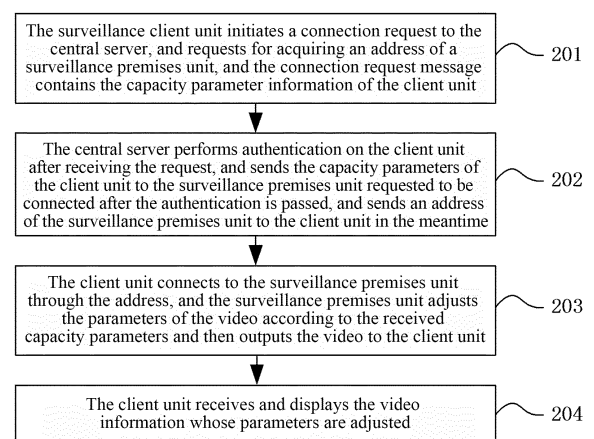 The surveillance client unit initiates a connection request to the
central server, and requests for acquiring an address of a
surveillance premises unit, and the connection request message
contains the capacity parameter information of the client unit
201
The central server performs authentication on the client unit
after receiving the request, and sends the capacity parameters of
the client unit to the surveillance premises unit requested to be
connected after the authentication is passed, and sends an address
of the surveillance premises unit to the client unit in the meantime
202
The client unit connects to the surveillance premises unit
through the address, and the surveillance premises unit adjusts
the parameters of the video according to the received
capacity parameters and then outputs the video to the client unit
203
The client unit receives and displays the video
information whose parameters are adjusted
204